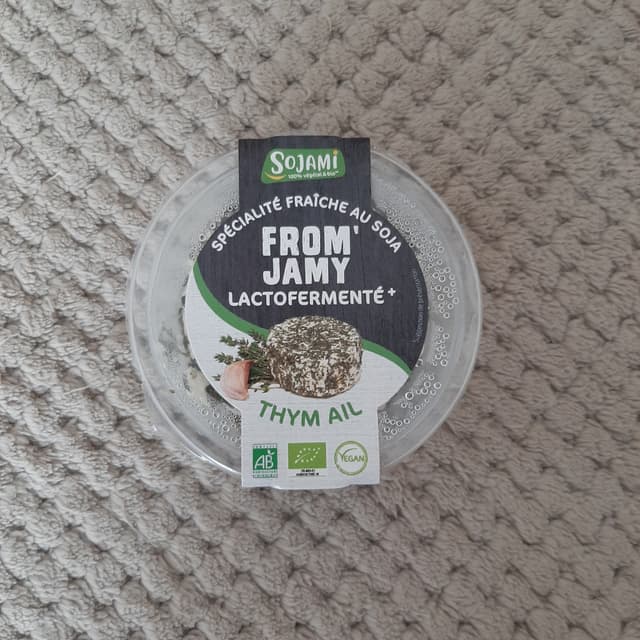 SOJAMI
100% végétal & bio
SPÉCIALITÉ FRAÎCHE AU SOJA
FROM'
JAMY
LACTOFERMENTÉ+
THYM AIL
AB
VEGAN